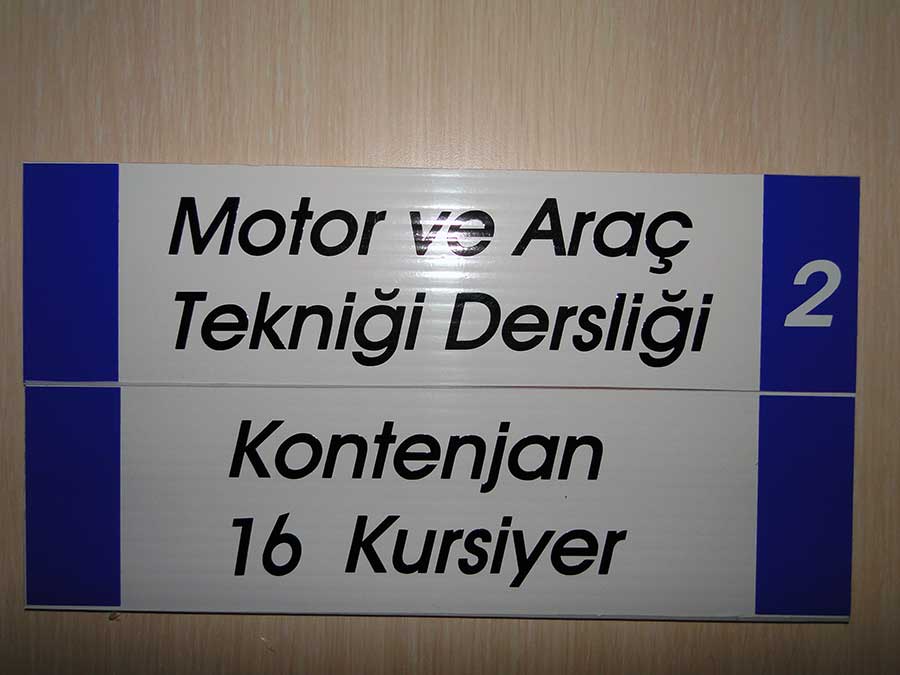 Motor ve Araç
Tekniği Dersliği
2
Kontenjan
16 Kursiyer